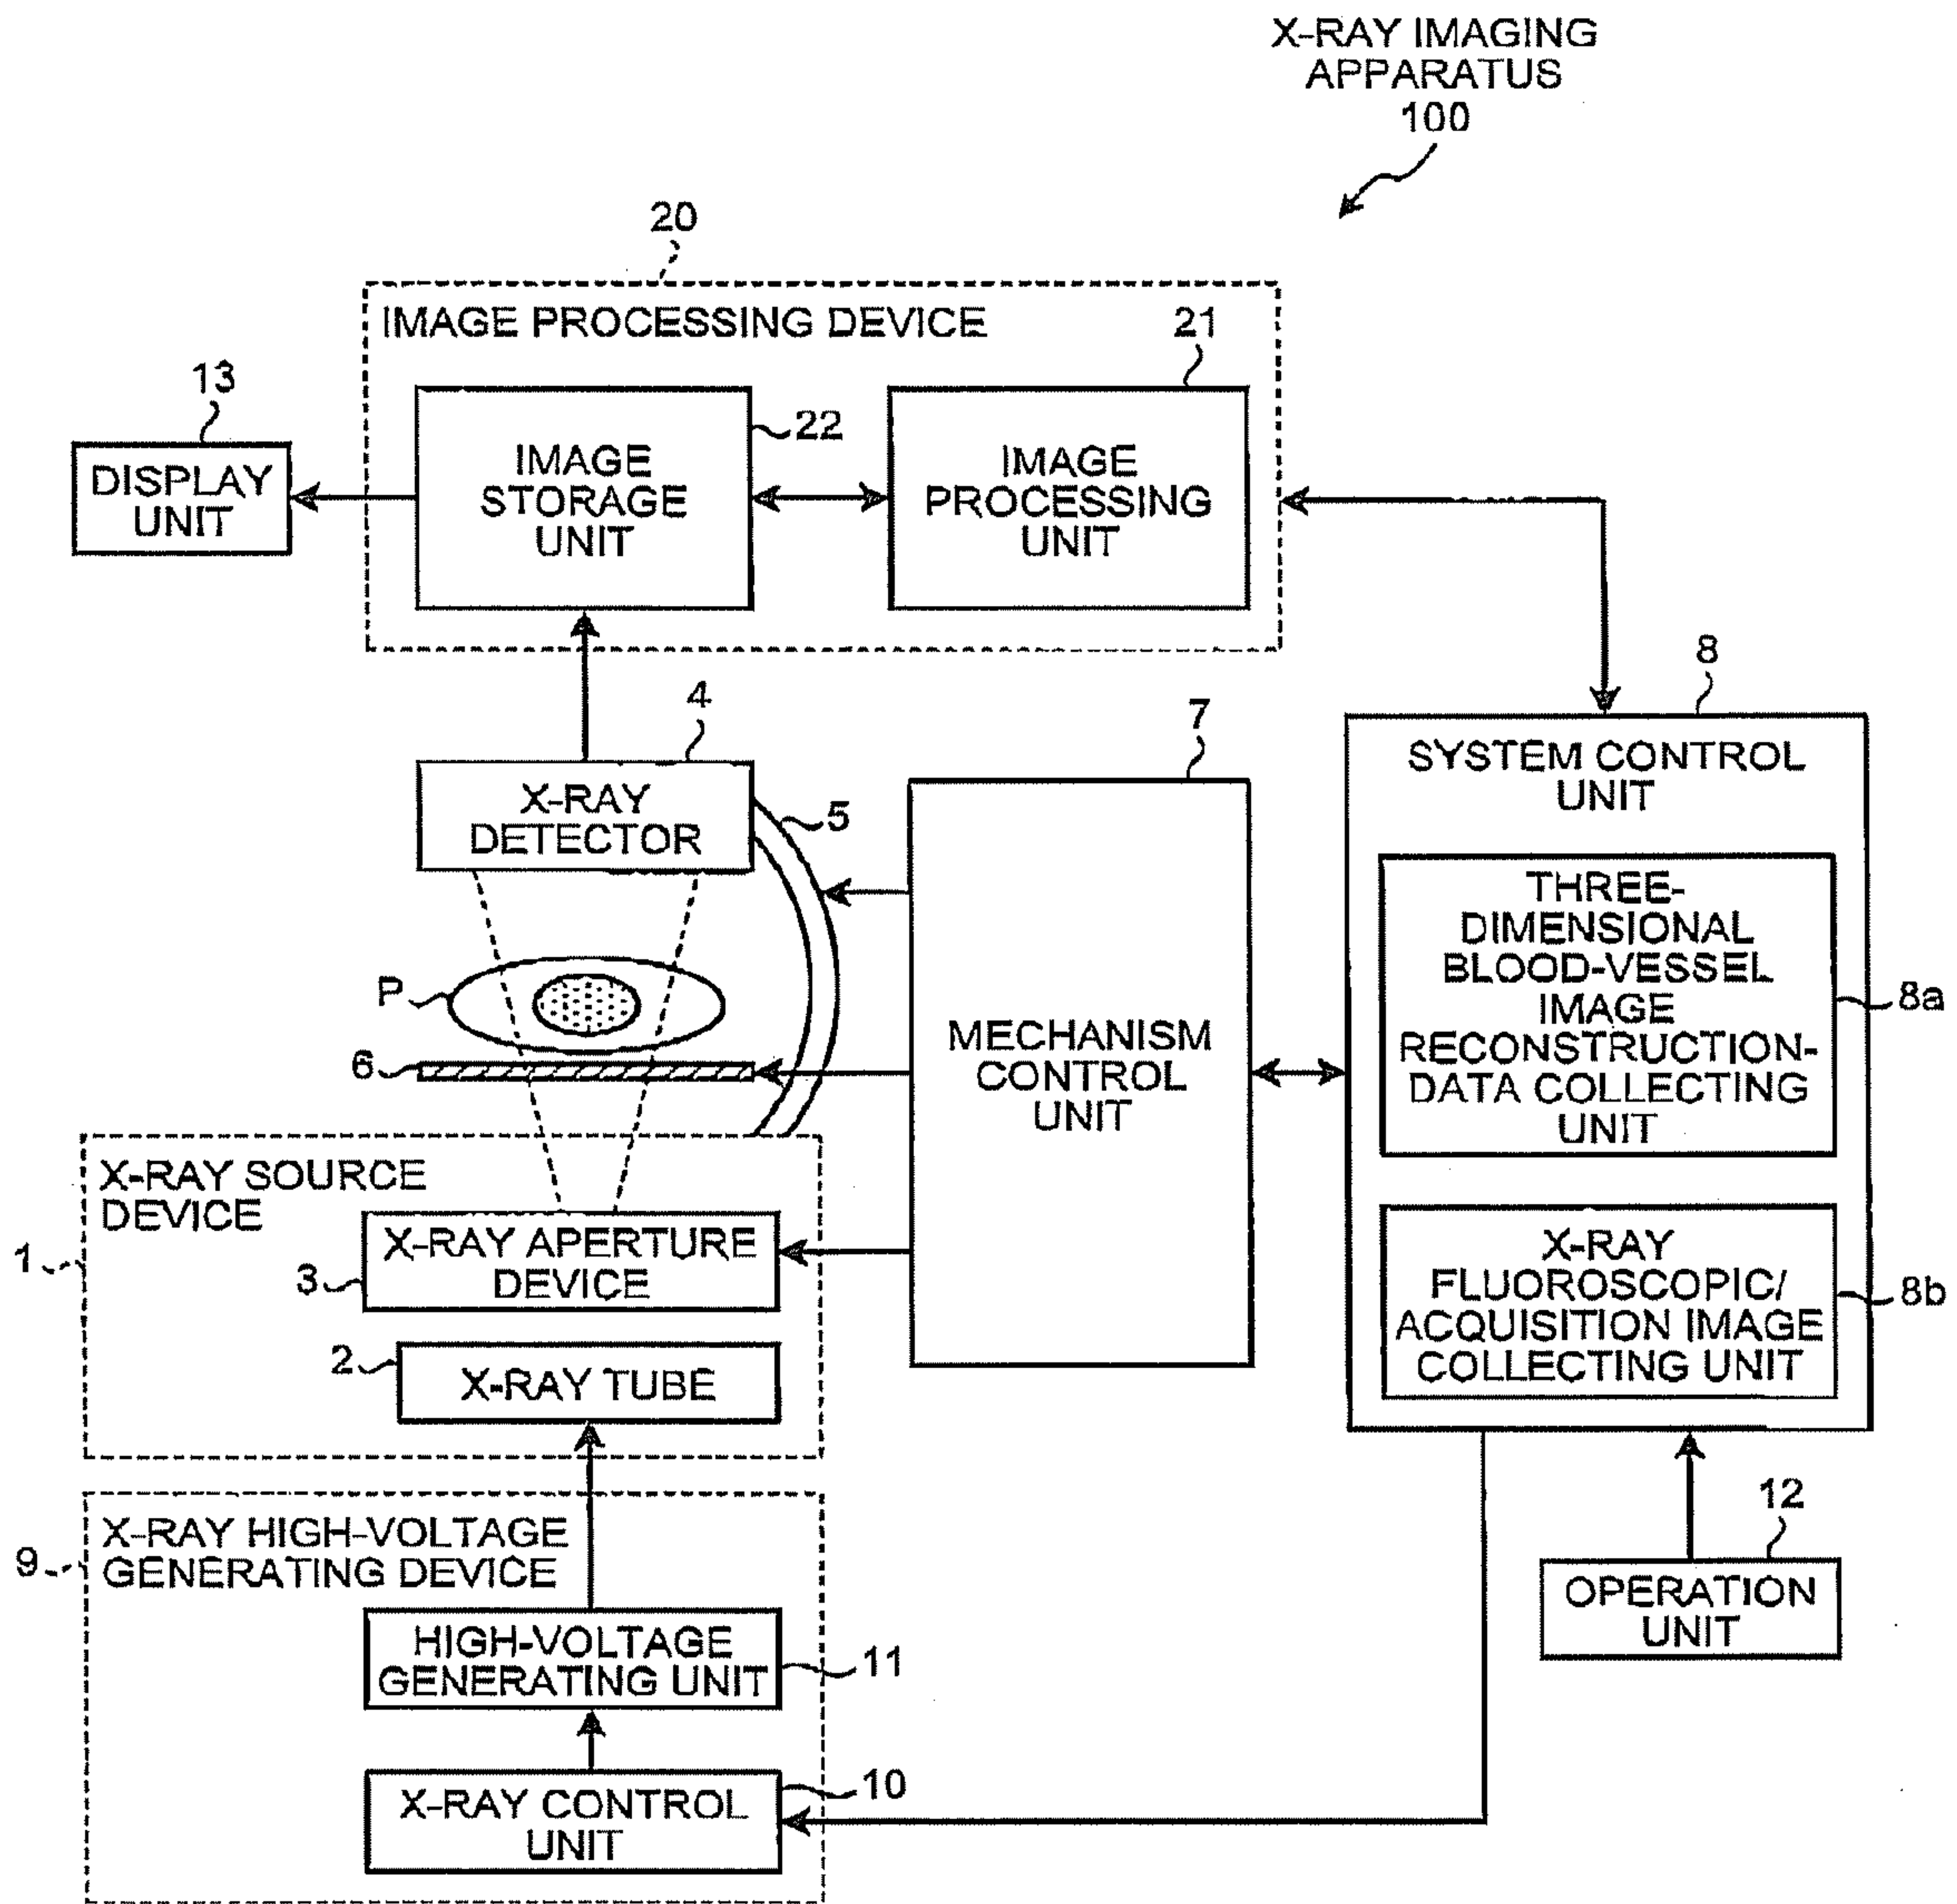 X-RAY IMAGING
APPARATUS
100
20
IMAGE PROCESSING DEVICE
21
13
22
DISPLAY
UNIT
IMAGE
STORAGE
UNIT
IMAGE
PROCESSING
UNIT
8
4
7
SYSTEM CONTROL
UNIT
X-RAY
DETECTOR
5
THREE-
DIMENSIONAL
BLOOD-VESSEL
IMAGE
RECONSTRUCTION-
DATA COLLECTING
UNIT
8a
P
6
MECHANISM
CONTROL
UNIT
X-RAY SOURCE
DEVICE
1
X-RAY APERTURE
DEVICE
3
X-RAY
FLUOROSCOPIC/
ACQUISITION IMAGE
COLLECTING UNIT
8b
2
X-RAY TUBE
12
X-RAY HIGH-VOLTAGE
GENERATING DEVICE
9
OPERATION
UNIT
HIGH-VOLTAGE
GENERATING UNIT
11
10
X-RAY CONTROL
UNIT